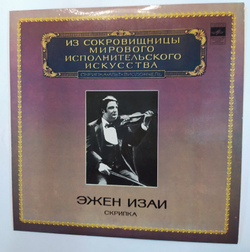 ИЗ СОКРОВИЩНИЦЫ
МИРОВОГО
ИСПОЛНИТЕЛЬСКОГО
ИСКУССТВА
ЭЖЕН ИЗАИ
СКРИПКА